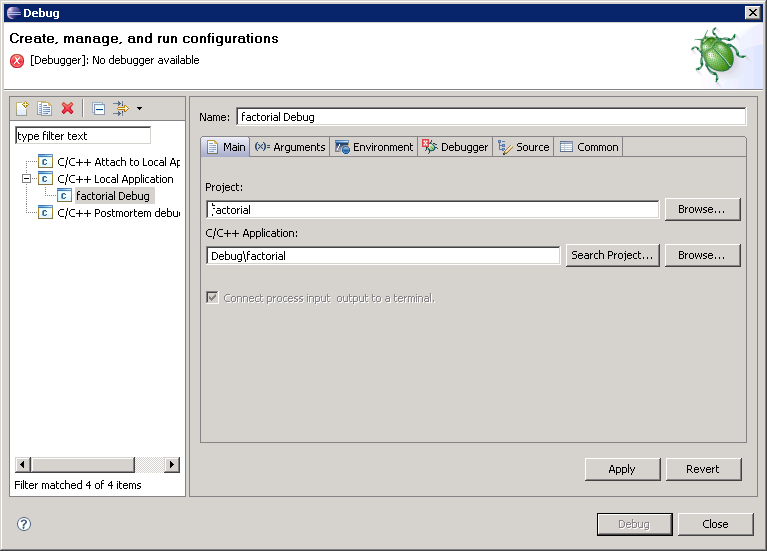 Debug
Create, manage, and run configurations
[Debugger]: No debugger available
type filter text
C/C++ Attach to Local Ap
C/C++ Local Application
factorial Debug
C/C++ Postmortem debu
Filter matched 4 of 4 items
Name: factorial Debug
Main (x)= Arguments Environment Debugger Source Common
Project:
factorial Browse...
C/C++ Application:
Debug\factorial Search Project... Browse...
Connect process input output to a terminal.
Apply Revert
? Debug Close